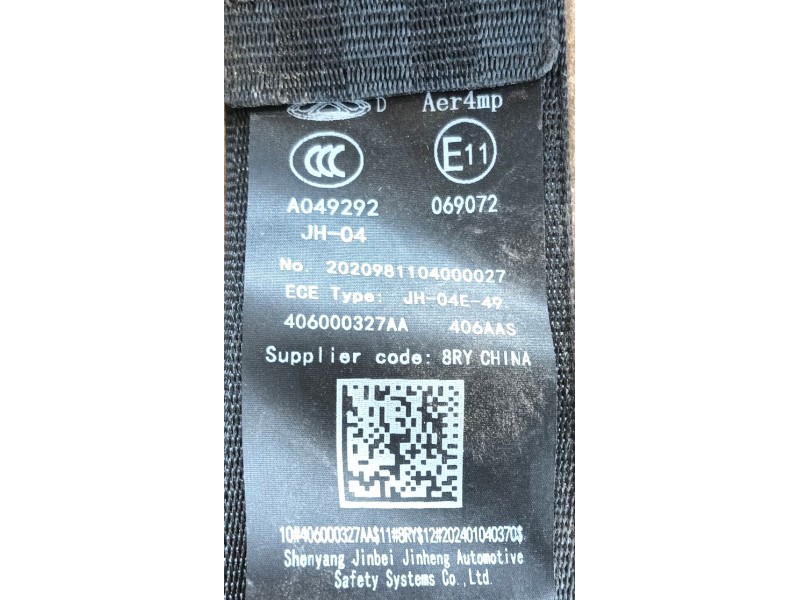 D Aer4mp
CCC E11
A049292 069072
JH-04
No. 2020981104000027
ECE Type: JH-04E-49
406000327AA 406AAS
Supplier code: 8RY CHINA
10#406000327AA$11#8RY$12#202401040370$
Shenyang Jinbei Jinheng Automotive
Safety Systems Co.,Ltd.